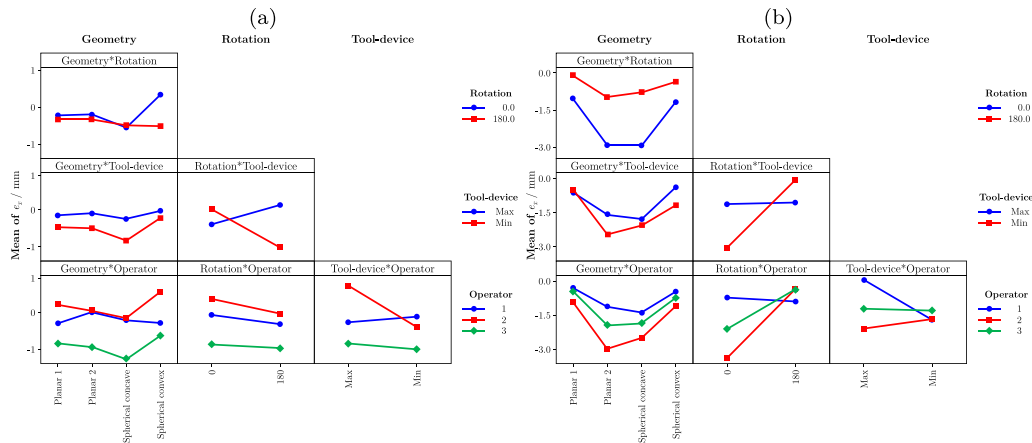 (a)
Geometry Rotation Tool-device
Geometry*Rotation
1
0
-1
Rotation
0.0
180.0
Geometry*Tool-device Rotation*Tool-device
1
0
-1
Tool-device
Max
Min
Geometry*Operator Rotation*Operator Tool-device*Operator
1
0
-1
Operator
1
2
3
Mean of eₓ / mm
Planar 1
Planar 2
Spherical concave
Spherical convex
0
180
Max
Min
(b)
Geometry Rotation Tool-device
Geometry*Rotation
0.0
-1.5
-3.0
Rotation
0.0
180.0
Geometry*Tool-device Rotation*Tool-device
0.0
-1.5
-3.0
Tool-device
Max
Min
Geometry*Operator Rotation*Operator Tool-device*Operator
0.0
-1.5
-3.0
Operator
1
2
3
Planar 1
Planar 2
Spherical concave
Spherical convex
0
180
Max
Min